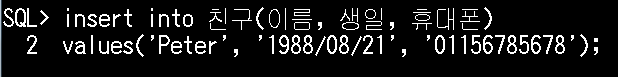 SQL> insert into 친구(이름, 생일, 휴대폰)
2 values('Peter', '1988/08/21', '01156785678');